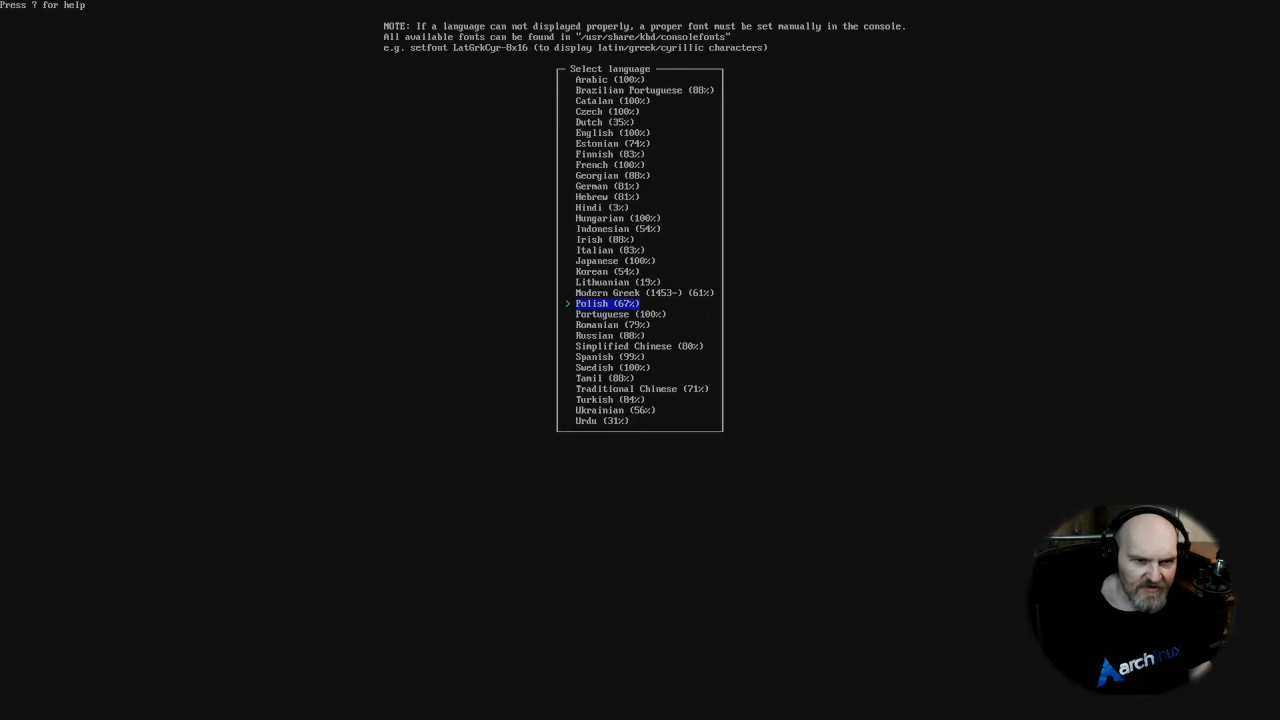 Press ? for help
NOTE: If a language can not displayed properly, a proper font must be set manually in the console.
All available fonts can be found in "/usr/share/kbd/consolefonts"
e.g. setfont LatGrkCyr-8x16 (to display latin/greek/cyrillic characters)
Select language
Arabic (100%)
Brazilian Portuguese (88%)
Catalan (100%)
Czech (100%)
Dutch (35%)
English (100%)
Estonian (74%)
Finnish (83%)
French (100%)
Georgian (88%)
German (81%)
Hebrew (81%)
Hindi (3%)
Hungarian (100%)
Indonesian (54%)
Irish (88%)
Italian (83%)
Japanese (100%)
Korean (54%)
Lithuanian (19%)
Modern Greek (1453-) (61%)
> Polish (67%)
Portuguese (100%)
Romanian (79%)
Russian (88%)
Simplified Chinese (80%)
Spanish (99%)
Swedish (100%)
Tamil (88%)
Traditional Chinese (71%)
Turkish (84%)
Ukrainian (56%)
Urdu (31%)
archlinux